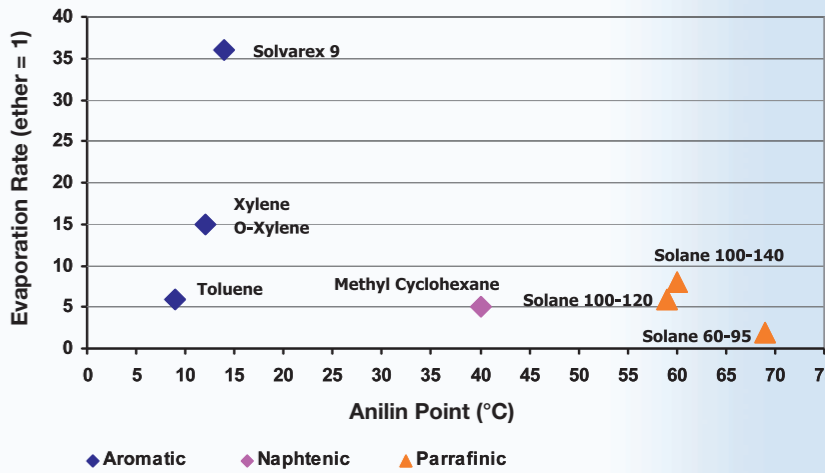 Evaporation Rate (ether = 1)
40
35
30
25
20
15
10
5
0
Solvarex 9
Xylene
O-Xylene
Toluene
Methyl Cyclohexane
Solane 100-140
Solane 100-120
Solane 60-95
0 5 10 15 20 25 30 35 40 45 50 55 60 65 70
Anilin Point (°C)
Aromatic Naphtenic Parrafinic